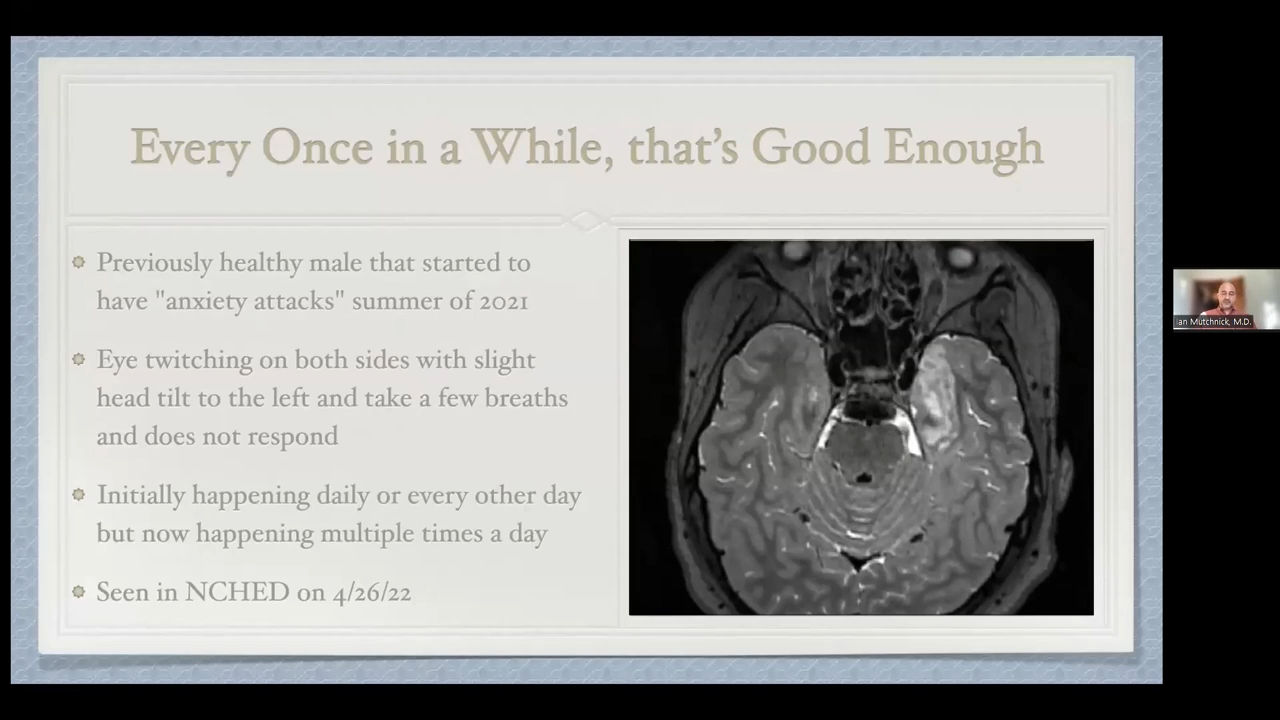 Every Once in a While, that's Good Enough
Previously healthy male that started to
have "anxiety attacks" summer of 2021
Eye twitching on both sides with slight
head tilt to the left and take a few breaths
and does not respond
Initially happening daily or every other day
but now happening multiple times a day
Seen in NCHED on 4/26/22
Ian Mutchnick, M.D.